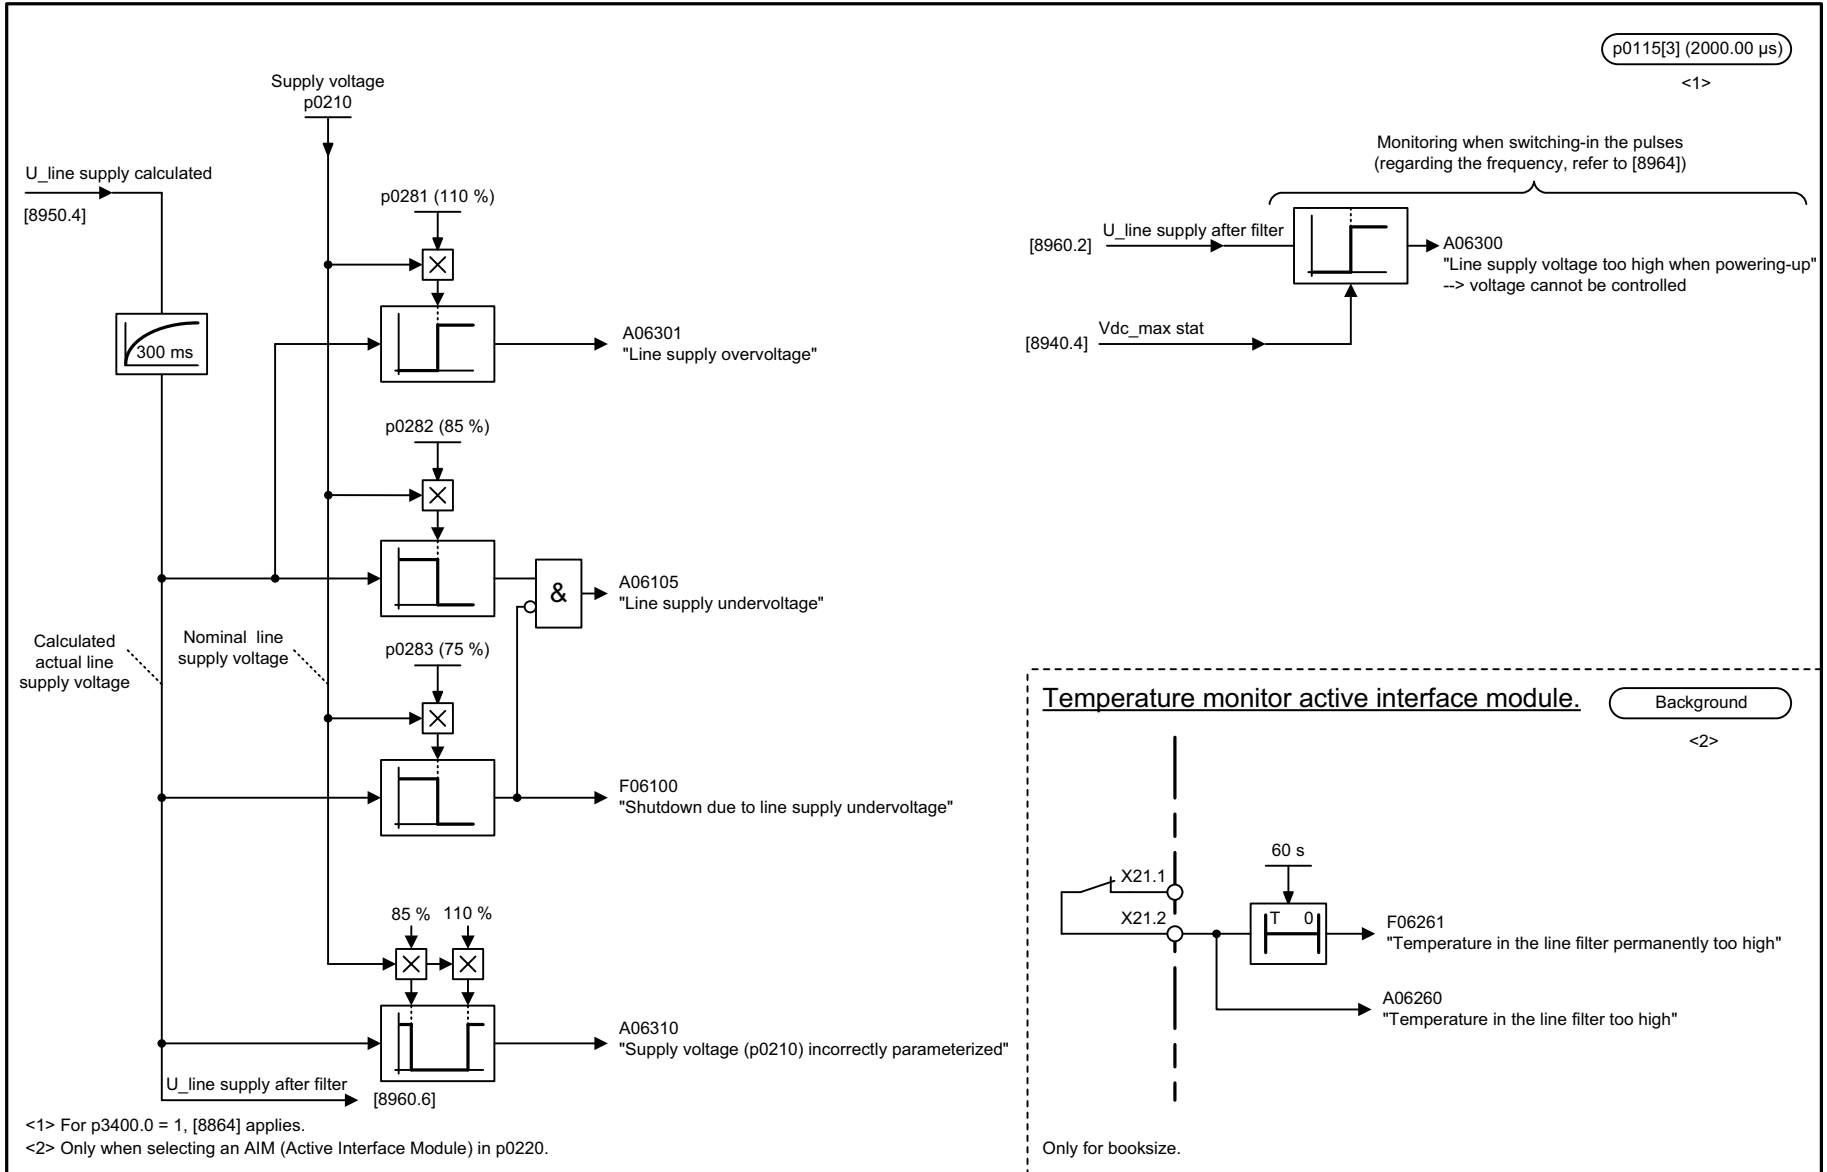 p0115[3] (2000.00 µs)
<1>
Supply voltage
p0210
U_line supply calculated
[8950.4]
p0281 (110 %)
300 ms
A06301
"Line supply overvoltage"
p0282 (85 %)
&
A06105
"Line supply undervoltage"
Calculated
actual line
supply voltage
Nominal line
supply voltage
p0283 (75 %)
F06100
"Shutdown due to line supply undervoltage"
85 % 110 %
A06310
"Supply voltage (p0210) incorrectly parameterized"
U_line supply after filter
[8960.6]
<1> For p3400.0 = 1, [8864] applies.
<2> Only when selecting an AIM (Active Interface Module) in p0220.
Monitoring when switching-in the pulses
(regarding the frequency, refer to [8964])
[8960.2] U_line supply after filter
A06300
"Line supply voltage too high when powering-up"
--> voltage cannot be controlled
[8940.4] Vdc_max stat
Temperature monitor active interface module.
Background
<2>
60 s
X21.1
X21.2
T 0
F06261
"Temperature in the line filter permanently too high"
A06260
"Temperature in the line filter too high"
Only for booksize.